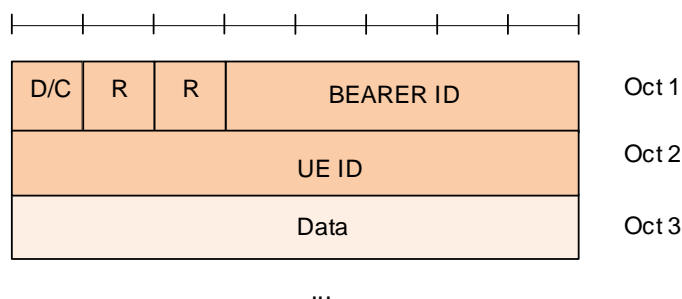 D/C R R BEARER ID Oct 1
UE ID Oct 2
Data Oct 3
...